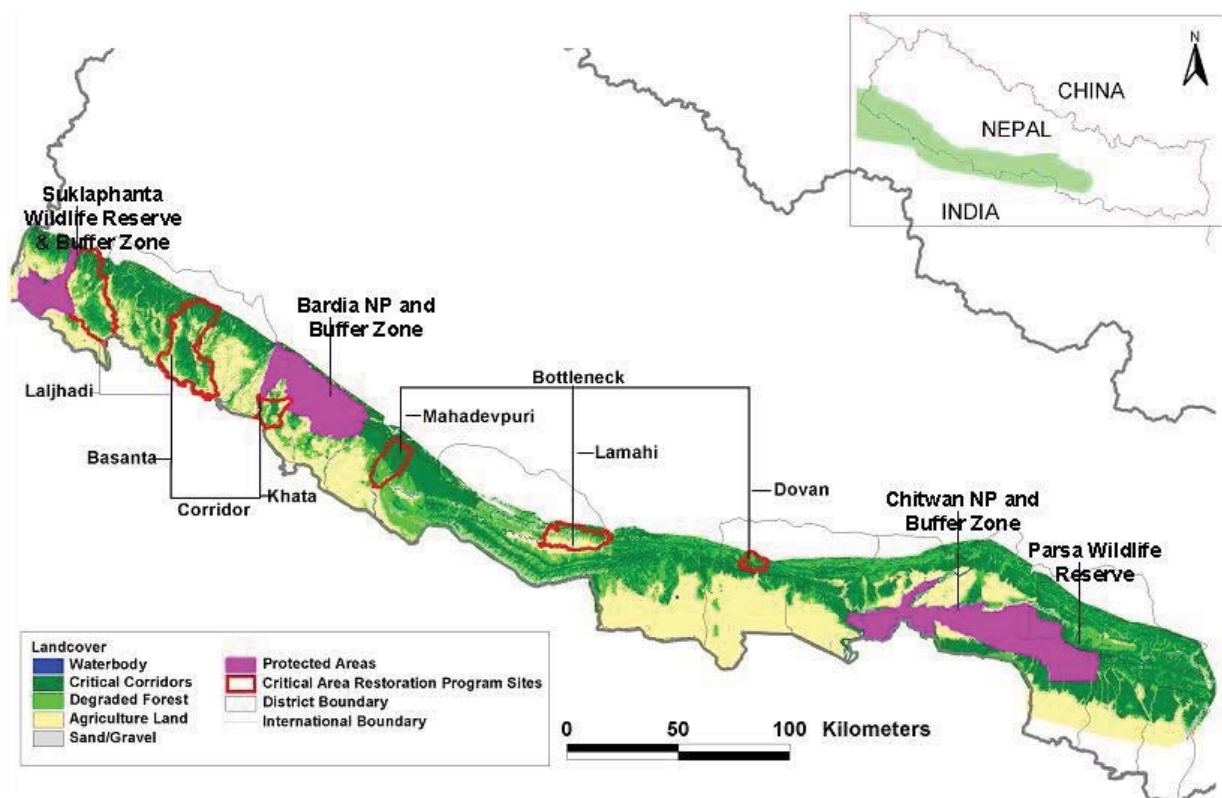 N
CHINA
NEPAL
INDIA
Suklaphanta
Wildlife Reserve
& Buffer Zone
Bardia NP and
Buffer Zone
Bottleneck
Laljhadi
Mahadevpuri
Basanta
Lamahi
Khata
Corridor
Dovan
Chitwan NP and
Buffer Zone
Parsa Wildlife
Reserve
Landcover
Waterbody
Critical Corridors
Degraded Forest
Agriculture Land
Sand/Gravel
Protected Areas
Critical Area Restoration Program Sites
District Boundary
International Boundary
0 50 100 Kilometers